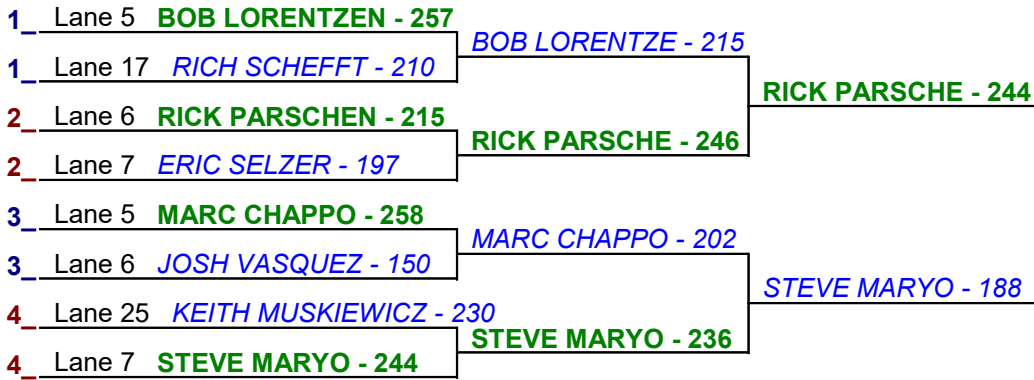 1_ Lane 5 BOB LORENTZEN - 257
BOB LORENTZE - 215
1_ Lane 17 RICH SCHEFFT - 210
RICK PARSCHE - 244
2_ Lane 6 RICK PARSCHEN - 215
RICK PARSCHE - 246
2_ Lane 7 ERIC SELZER - 197
3_ Lane 5 MARC CHAPPO - 258
MARC CHAPPO - 202
3_ Lane 6 JOSH VASQUEZ - 150
STEVE MARYO - 188
4_ Lane 25 KEITH MUSKIEWICZ - 230
STEVE MARYO - 236
4_ Lane 7 STEVE MARYO - 244